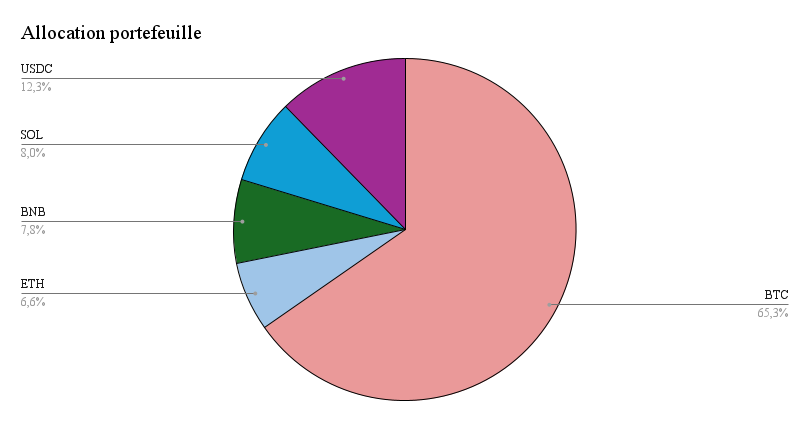 Allocation portefeuille
USDC
12,3%
SOL
8,0%
BNB
7,8%
ETH
6,6%
BTC
65,3%